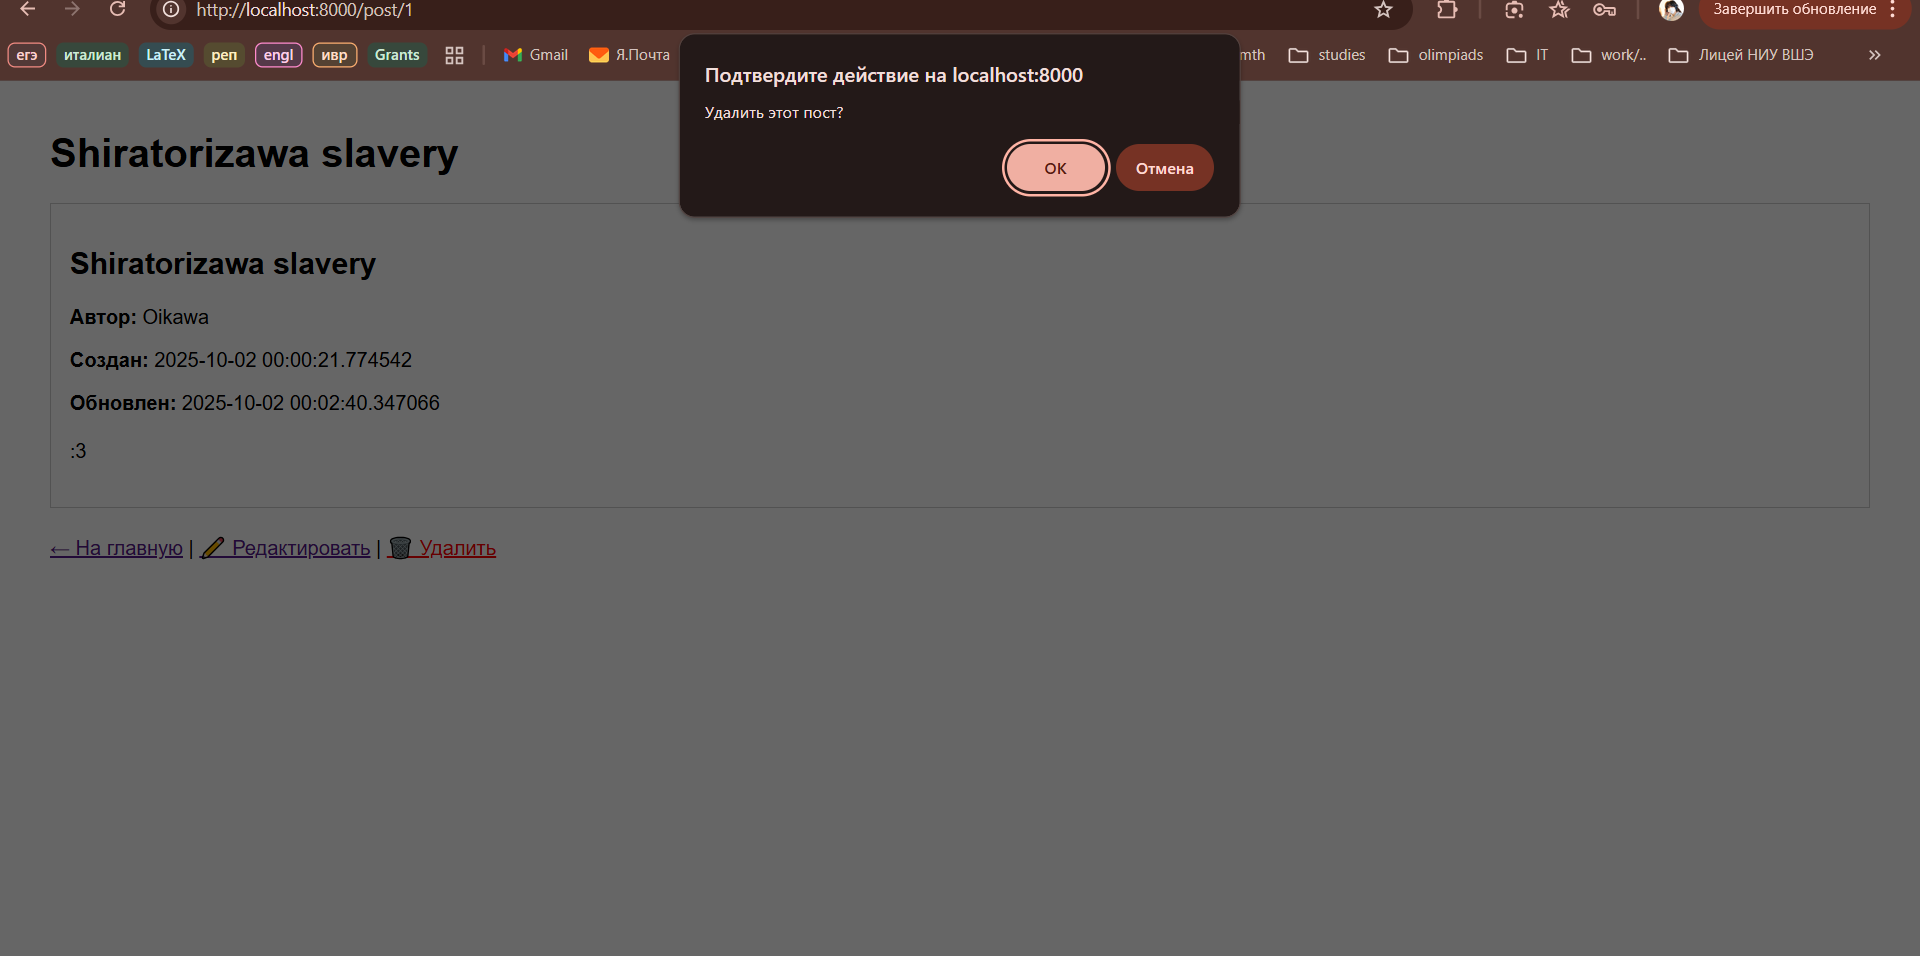 http://localhost:8000/post/1
Завершить обновление
егэ италиан LaTeX реп engl ивр Grants Gmail Я.Почта mth studies olimpiads IT work/.. Лицей НИУ ВШЭ »
Подтвердите действие на localhost:8000
Удалить этот пост?
ОК Отмена
Shiratorizawa slavery
Shiratorizawa slavery
Автор: Oikawa
Создан: 2025-10-02 00:00:21.774542
Обновлен: 2025-10-02 00:02:40.347066
:3
← На главную | ✏️ Редактировать | 🗑️ Удалить